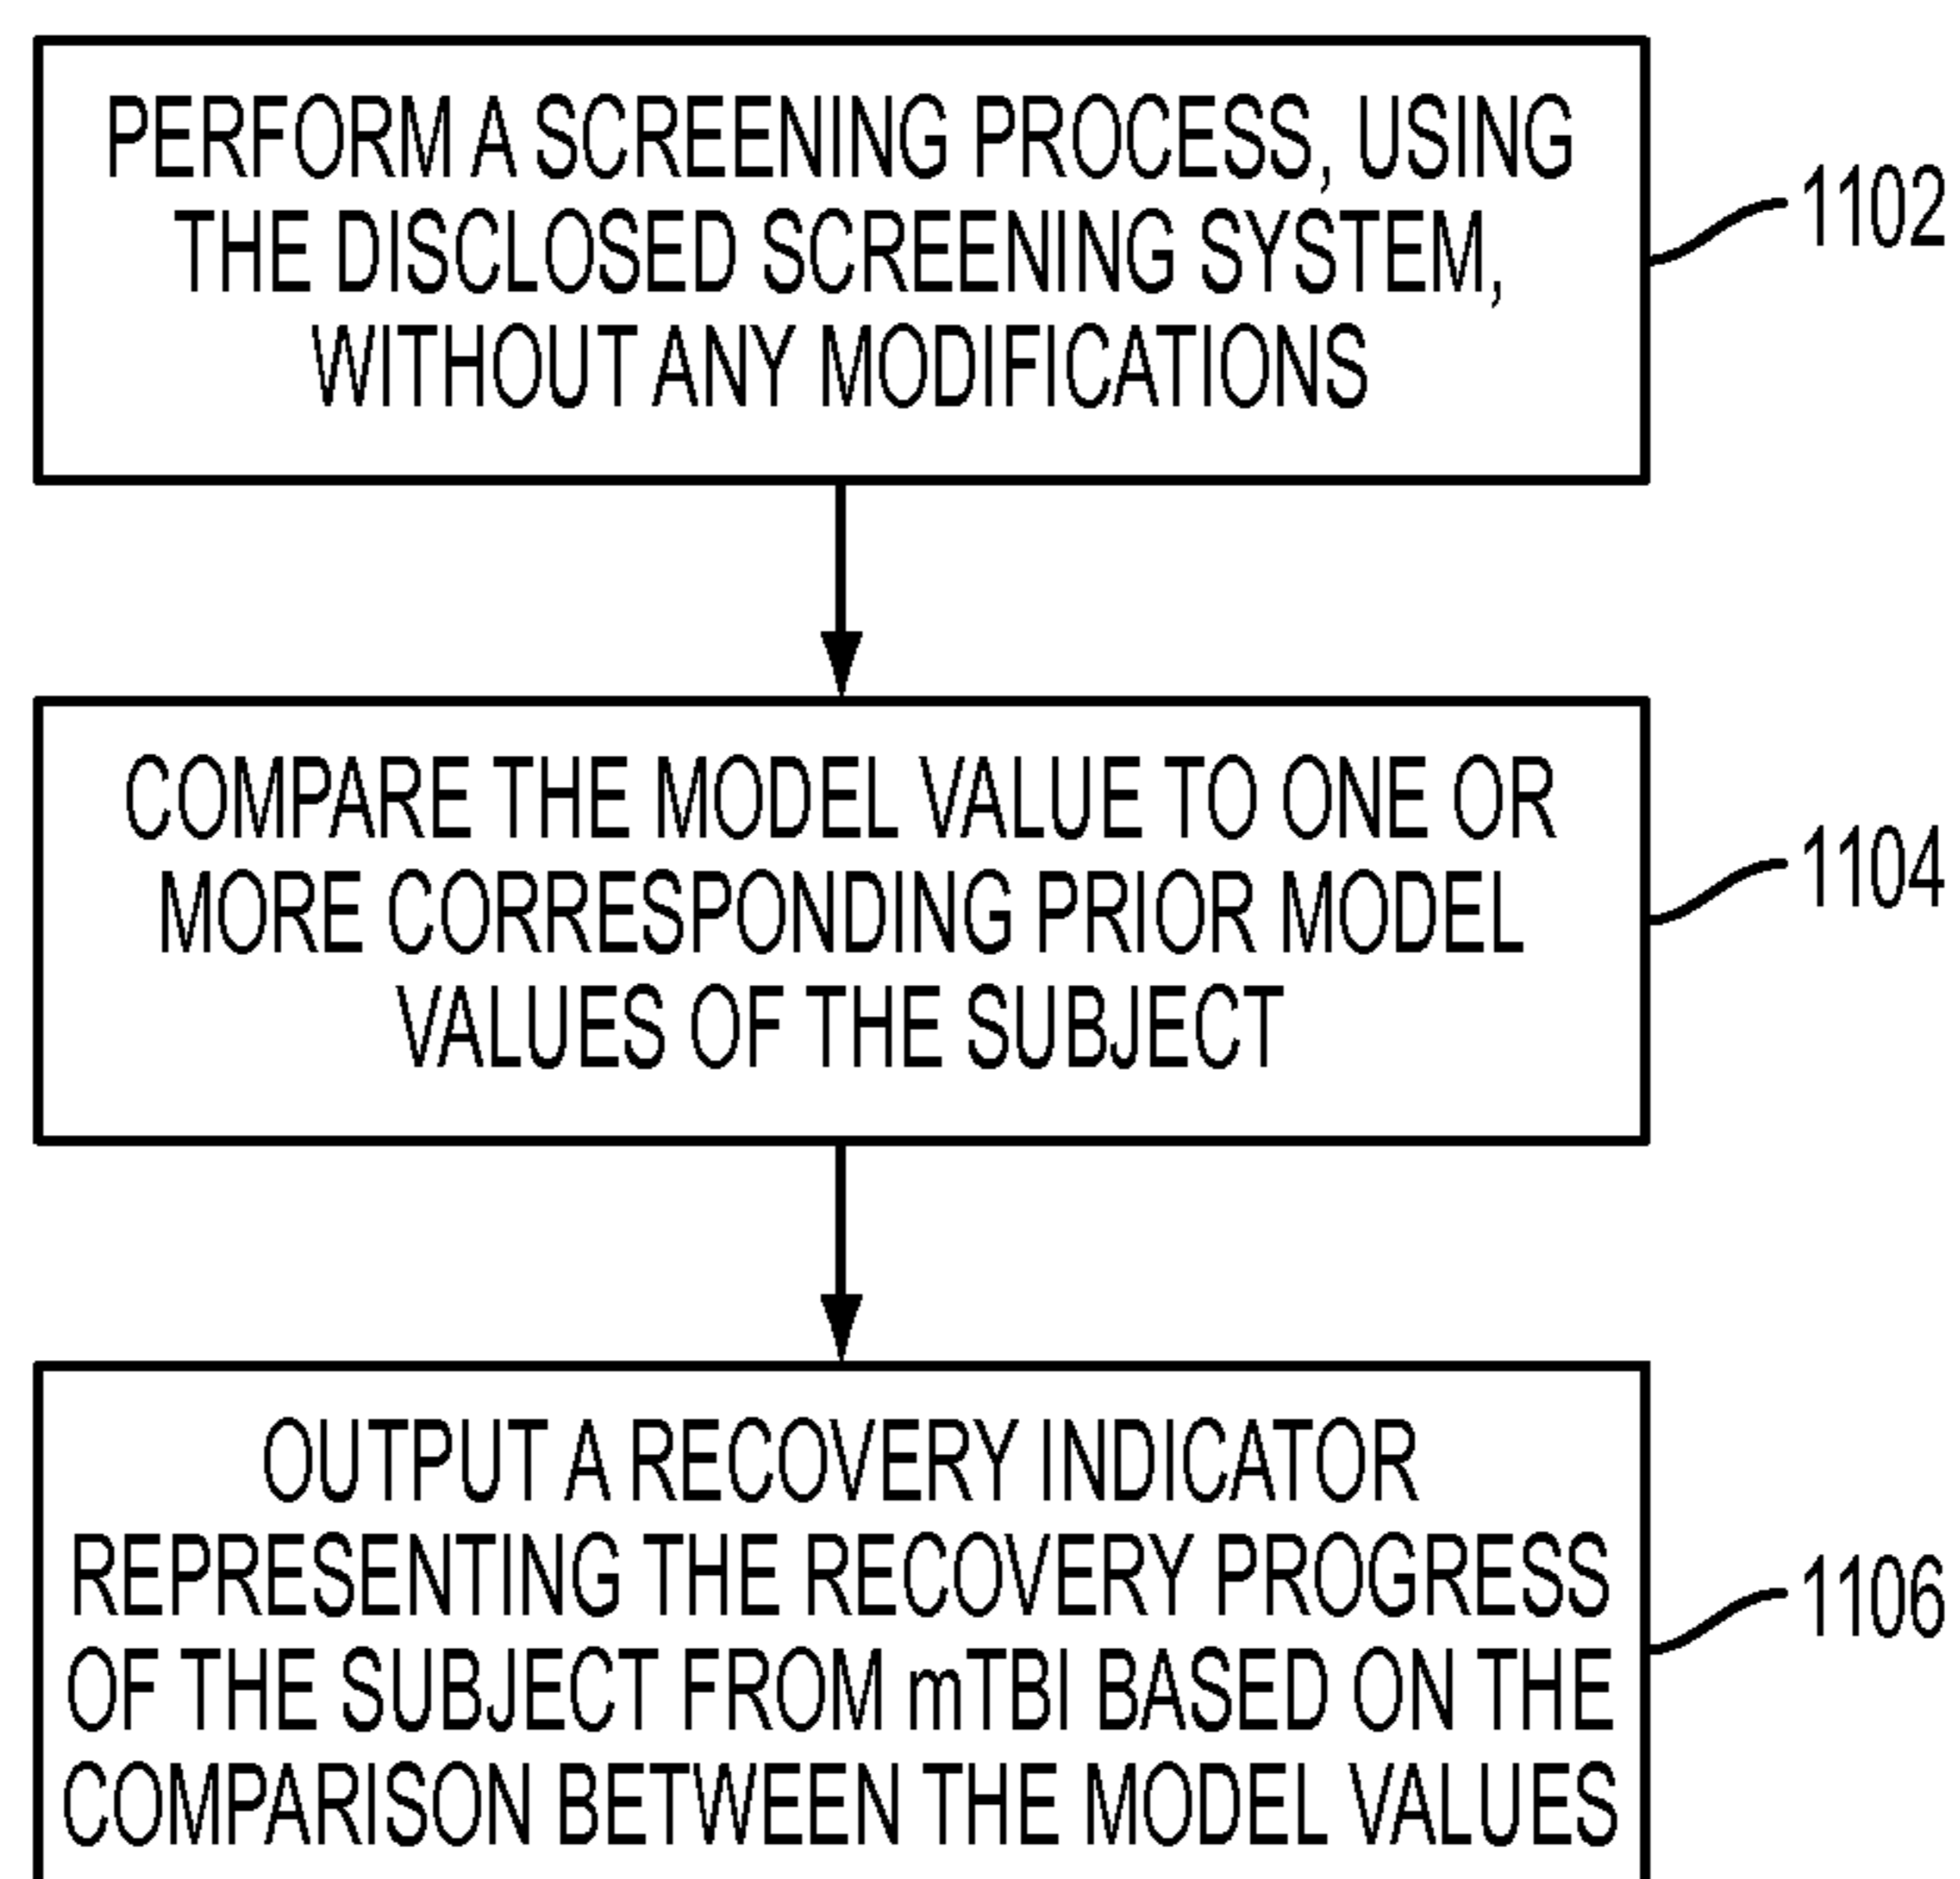 PERFORM A SCREENING PROCESS, USING
THE DISCLOSED SCREENING SYSTEM,
WITHOUT ANY MODIFICATIONS
1102
COMPARE THE MODEL VALUE TO ONE OR
MORE CORRESPONDING PRIOR MODEL
VALUES OF THE SUBJECT
1104
OUTPUT A RECOVERY INDICATOR
REPRESENTING THE RECOVERY PROGRESS
OF THE SUBJECT FROM mTBI BASED ON THE
COMPARISON BETWEEN THE MODEL VALUES
1106